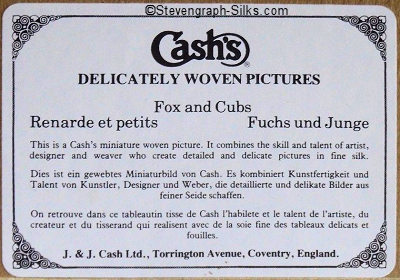 ©Stevengraph-Silks.com
Cash's®
DELICATELY WOVEN PICTURES
Fox and Cubs
Renarde et petits Fuchs und Junge
This is a Cash's miniature woven picture. It combines the skill and talent of artist,
designer and weaver who create detailed and delicate pictures in fine silk.
Dies ist ein gewebtes Miniaturbild von Cash. Es kombiniert Kunstfertigkeit und
Talent von Kunstler, Designer und Weber, die detaillierte und delikate Bilder aus
feiner Seide schaffen.
On retrouve dans ce tableautin tisse de Cash l'habilete et le talent de l'artiste, du
createur et du tisserand qui realisent avec de la soie fine des tableaux delicats et
fouilles.
J. & J. Cash Ltd., Torrington Avenue, Coventry, England.